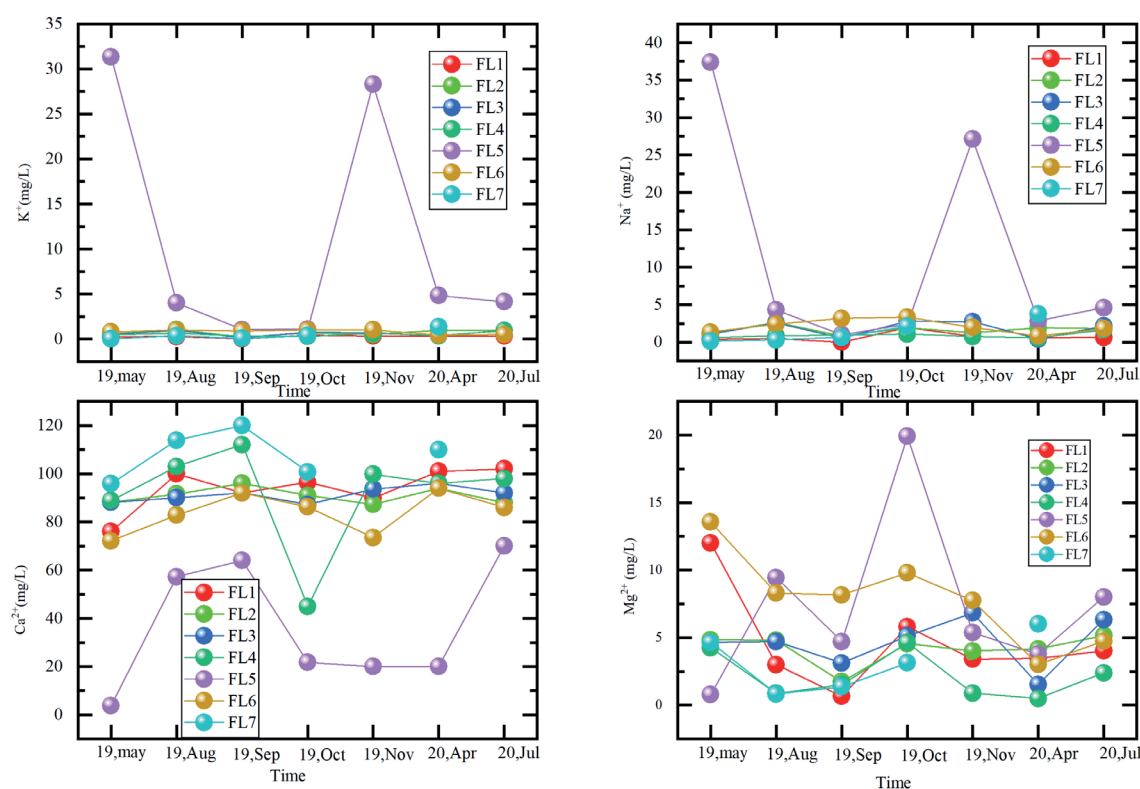 K⁺(mg/L)
35
30
25
20
15
10
5
0
FL1
FL2
FL3
FL4
FL5
FL6
FL7
19,may 19,Aug 19,Sep 19,Oct 19,Nov 20,Apr 20,Jul
Time
Na⁺ (mg/L)
40
35
30
25
20
15
10
5
0
FL1
FL2
FL3
FL4
FL5
FL6
FL7
19,may 19,Aug 19,Sep 19,Oct 19,Nov 20,Apr 20,Jul
Time
Ca²⁺(mg/L)
120
100
80
60
40
20
0
FL1
FL2
FL3
FL4
FL5
FL6
FL7
19,may 19,Aug 19,Sep 19,Oct 19,Nov 20,Apr 20,Jul
Time
Mg²⁺ (mg/L)
20
15
10
5
0
FL1
FL2
FL3
FL4
FL5
FL6
FL7
19,may 19,Aug 19,Sep 19,Oct 19,Nov 20,Apr 20,Jul
Time